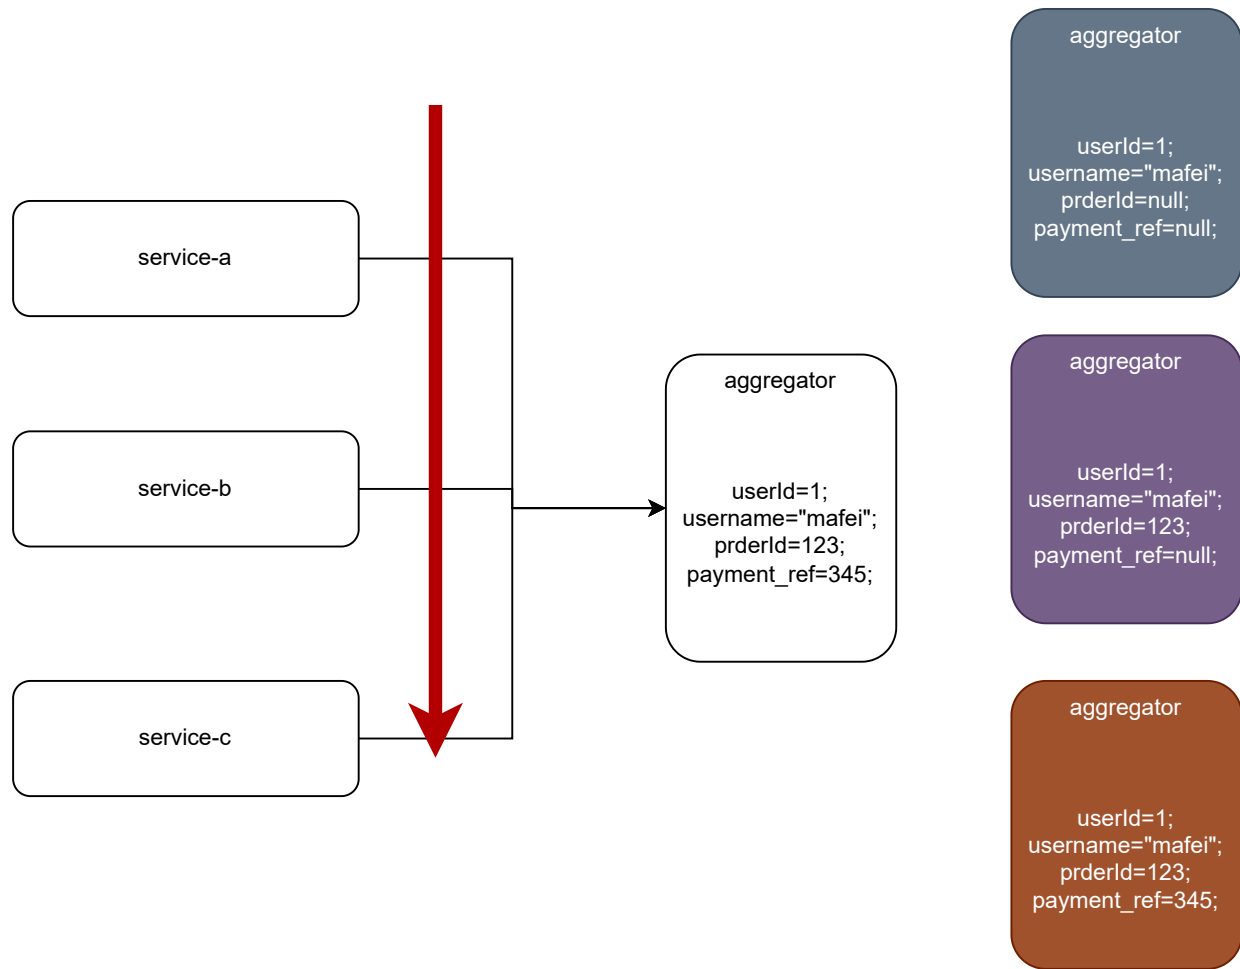 service-a
service-b
service-c
aggregator
userId=1;
username="mafei";
prderId=123;
payment_ref=345;
aggregator
userId=1;
username="mafei";
prderId=null;
payment_ref=null;
aggregator
userId=1;
username="mafei";
prderId=123;
payment_ref=null;
aggregator
userId=1;
username="mafei";
prderId=123;
payment_ref=345;